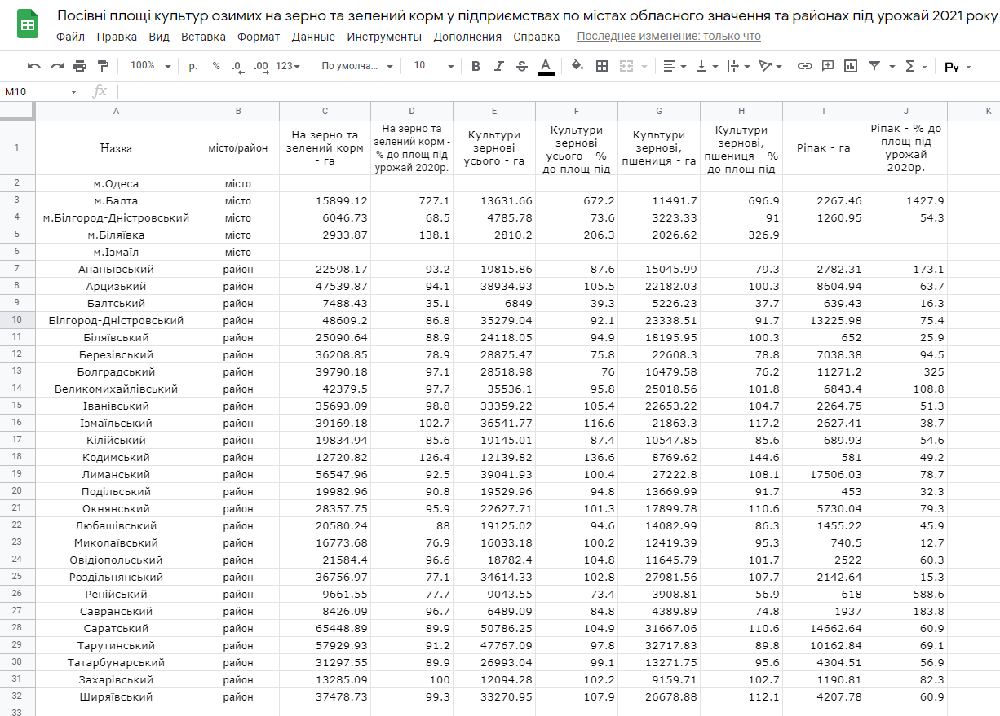 Посівні площі культур озимих на зерно та зелений корм у підприємствах по містах обласного значення та районах під урожай 2021 року
Файл Правка Вид Вставка Формат Данные Инструменты Дополнения Справка Последнее изменение: только что
100% р. % .0 .00 123 По умолча... 10 B I S A Σ Ру
M10 fx
A B C D E F G H I J K
1 Назва місто/район На зерно та зелений корм - га На зерно та зелений корм - % до площ під урожай 2020р. Культури зернові усього - га Культури зернові усього - % до площ під Культури зернові, пшениця - га Культури зернові, пшениця - % до площ під Ріпак - га Ріпак - % до площ під урожай 2020р.
2 м.Одеса місто
3 м.Балта місто 15899.12 727.1 13631.66 672.2 11491.7 696.9 2267.46 1427.9
4 м.Білгород-Дністровський місто 6046.73 68.5 4785.78 73.6 3223.33 91 1260.95 54.3
5 м.Біляївка місто 2933.87 138.1 2810.2 206.3 2026.62 326.9
6 м.Ізмаїл місто
7 Ананьївський район 22598.17 93.2 19815.86 87.6 15045.99 79.3 2782.31 173.1
8 Арцизький район 47539.87 94.1 38934.93 105.5 22182.03 100.3 8604.94 63.7
9 Балтський район 7488.43 35.1 6849 39.3 5226.23 37.7 639.43 16.3
10 Білгород-Дністровський район 48609.2 86.8 35279.04 92.1 23338.51 91.7 13225.98 75.4
11 Біляївський район 25090.64 88.9 24118.05 94.9 18195.95 100.3 652 25.9
12 Березівський район 36208.85 78.9 28875.47 75.8 22608.3 78.8 7038.38 94.5
13 Болградський район 39790.18 97.1 28518.98 76 16479.58 76.2 11271.2 325
14 Великомихайлівський район 42379.5 97.7 35536.1 95.8 25018.56 101.8 6843.4 108.8
15 Іванівський район 35693.09 98.8 33359.22 105.4 22653.22 104.7 2264.75 51.3
16 Ізмаїльський район 39169.18 102.7 36541.77 116.6 21863.3 117.2 2627.41 38.7
17 Кілійський район 19834.94 85.6 19145.01 87.4 10547.85 85.6 689.93 54.6
18 Кодимський район 12720.82 126.4 12139.82 136.6 8769.62 144.6 581 49.2
19 Лиманський район 56547.96 92.5 39041.93 100.4 27222.8 108.1 17506.03 78.7
20 Подільський район 19982.96 90.8 19529.96 94.8 13669.99 91.7 453 32.3
21 Окнянський район 28357.75 95.9 22627.71 101.3 17899.78 110.6 5730.04 79.3
22 Любашівський район 20580.24 88 19125.02 94.6 14082.99 86.3 1455.22 45.9
23 Миколаївський район 16773.68 76.9 16033.18 100.2 12419.39 95.3 740.5 12.7
24 Овідіопольський район 21584.4 96.6 18782.4 104.8 11645.79 101.7 2522 60.3
25 Роздільнянський район 36756.97 77.1 34614.33 102.8 27981.56 107.7 2142.64 15.3
26 Ренійський район 9661.55 77.7 9043.55 73.4 3908.81 56.9 618 588.6
27 Савранський район 8426.09 96.7 6489.09 84.8 4389.89 74.8 1937 183.8
28 Саратський район 65448.89 89.9 50786.25 104.9 31667.06 110.6 14662.64 60.9
29 Тарутинський район 57929.93 91.2 47767.09 97.8 32717.83 89.8 10162.84 69.1
30 Татарбунарський район 31297.55 89.9 26993.04 99.1 13271.75 95.6 4304.51 56.9
31 Захарівський район 13285.09 100 12094.28 102.2 9159.71 102.7 1190.81 82.3
32 Ширяївський район 37478.73 99.3 33270.95 107.9 26678.88 112.1 4207.78 60.9
33